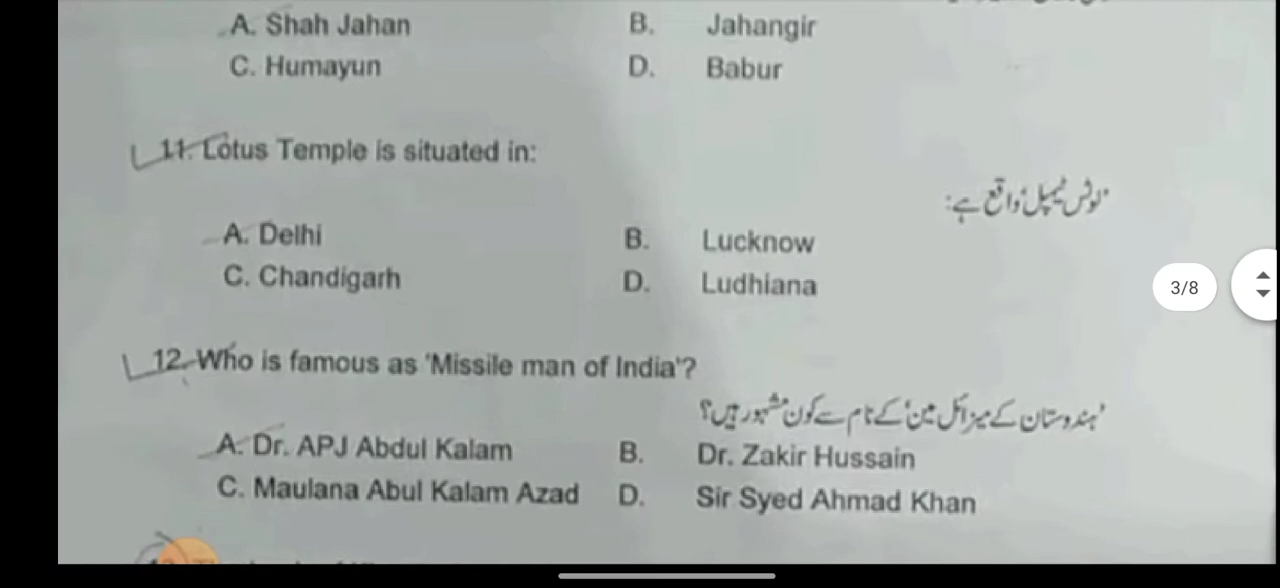 A. Shah Jahan B. Jahangir
C. Humayun D. Babur
11. Lotus Temple is situated in:
'لوٹس ٹیمپل' واقع ہے:
A. Delhi B. Lucknow
C. Chandigarh D. Ludhiana
3/8
12. Who is famous as 'Missile man of India'?
'ہندوستان کے میزائل مین' کے نام سے کون مشہور ہیں؟
A. Dr. APJ Abdul Kalam B. Dr. Zakir Hussain
C. Maulana Abul Kalam Azad D. Sir Syed Ahmad Khan